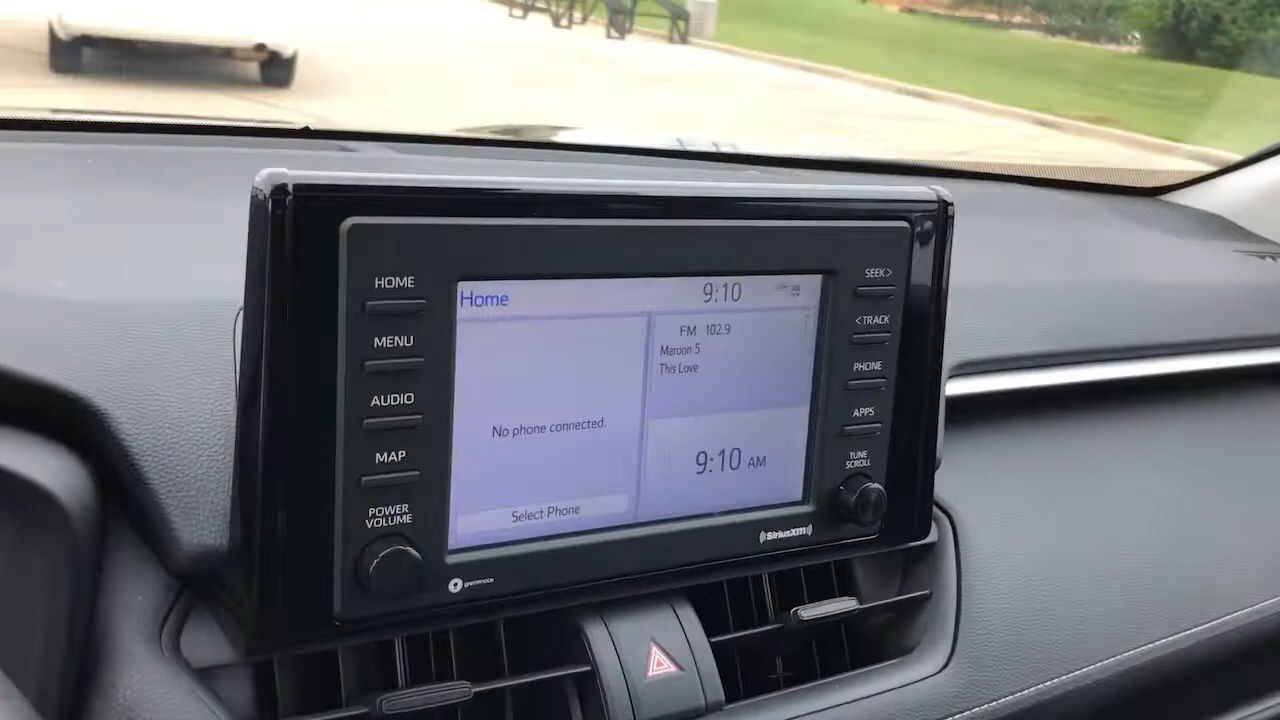 HOME
MENU
AUDIO
MAP
POWER
VOLUME
Home
9:10
FM 102.9
Maroon 5
This Love
No phone connected.
Select Phone
9:10 AM
SEEK>
<TRACK
PHONE
APPS
TUNE
SCROLL
gracenote
SiriusXM